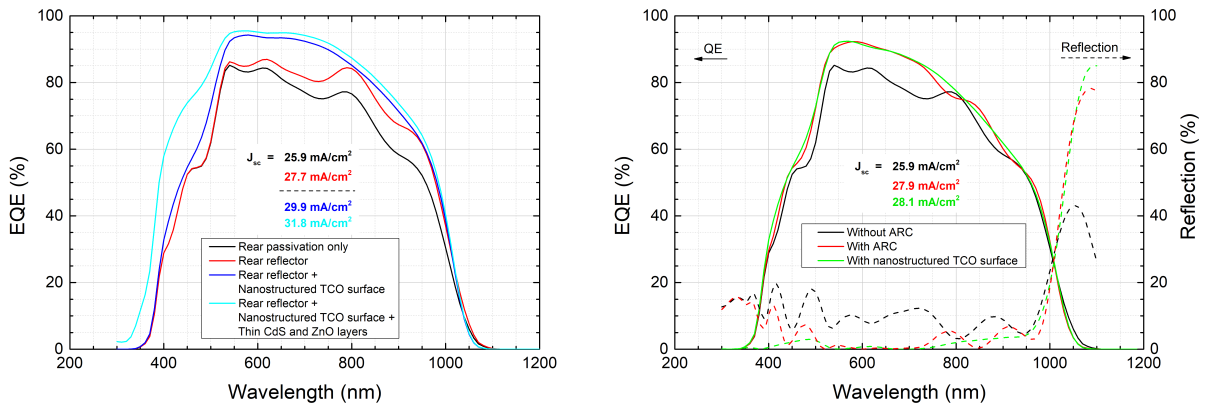 100
80
60
40
20
0
EQE (%)
200
400
600
800
1000
1200
Wavelength (nm)
J_sc = 25.9 mA/cm²
27.7 mA/cm²
29.9 mA/cm²
31.8 mA/cm²
Rear passivation only
Rear reflector
Rear reflector +
Nanostructured TCO surface
Rear reflector +
Nanostructured TCO surface +
Thin CdS and ZnO layers
100
80
60
40
20
0
EQE (%)
200
400
600
800
1000
1200
Wavelength (nm)
100
80
60
40
20
0
Reflection (%)
QE
Reflection
J_sc = 25.9 mA/cm²
27.9 mA/cm²
28.1 mA/cm²
Without ARC
With ARC
With nanostructured TCO surface